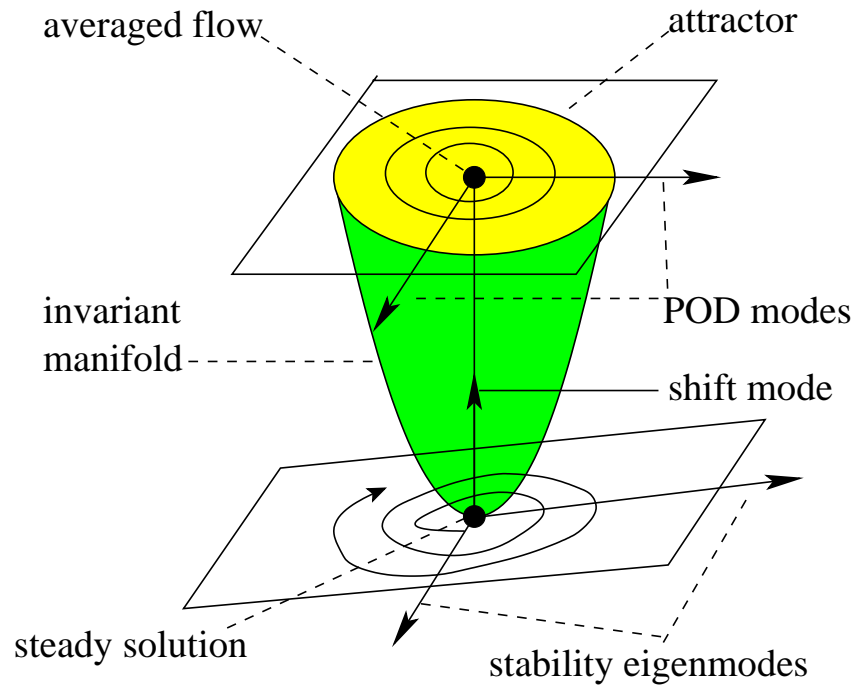 averaged flow
attractor
invariant
manifold
POD modes
shift mode
steady solution
stability eigenmodes